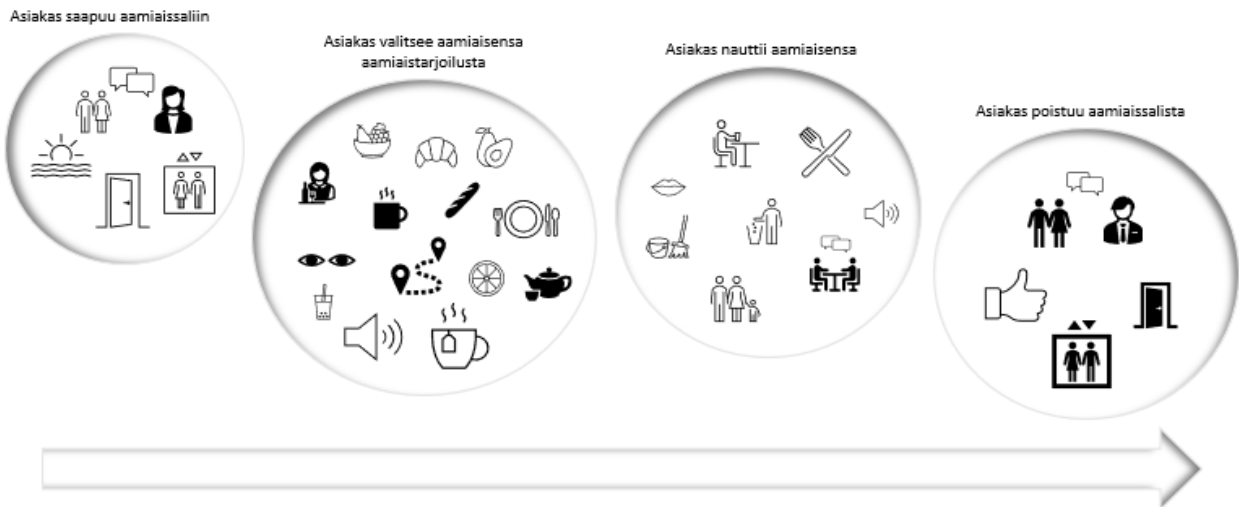 Asiakas saapuu aamiaissaliin
Asiakas valitsee aamiaisensa
aamiaistarjoilusta
Asiakas nauttii aamiaisensa
Asiakas poistuu aamiaissalista